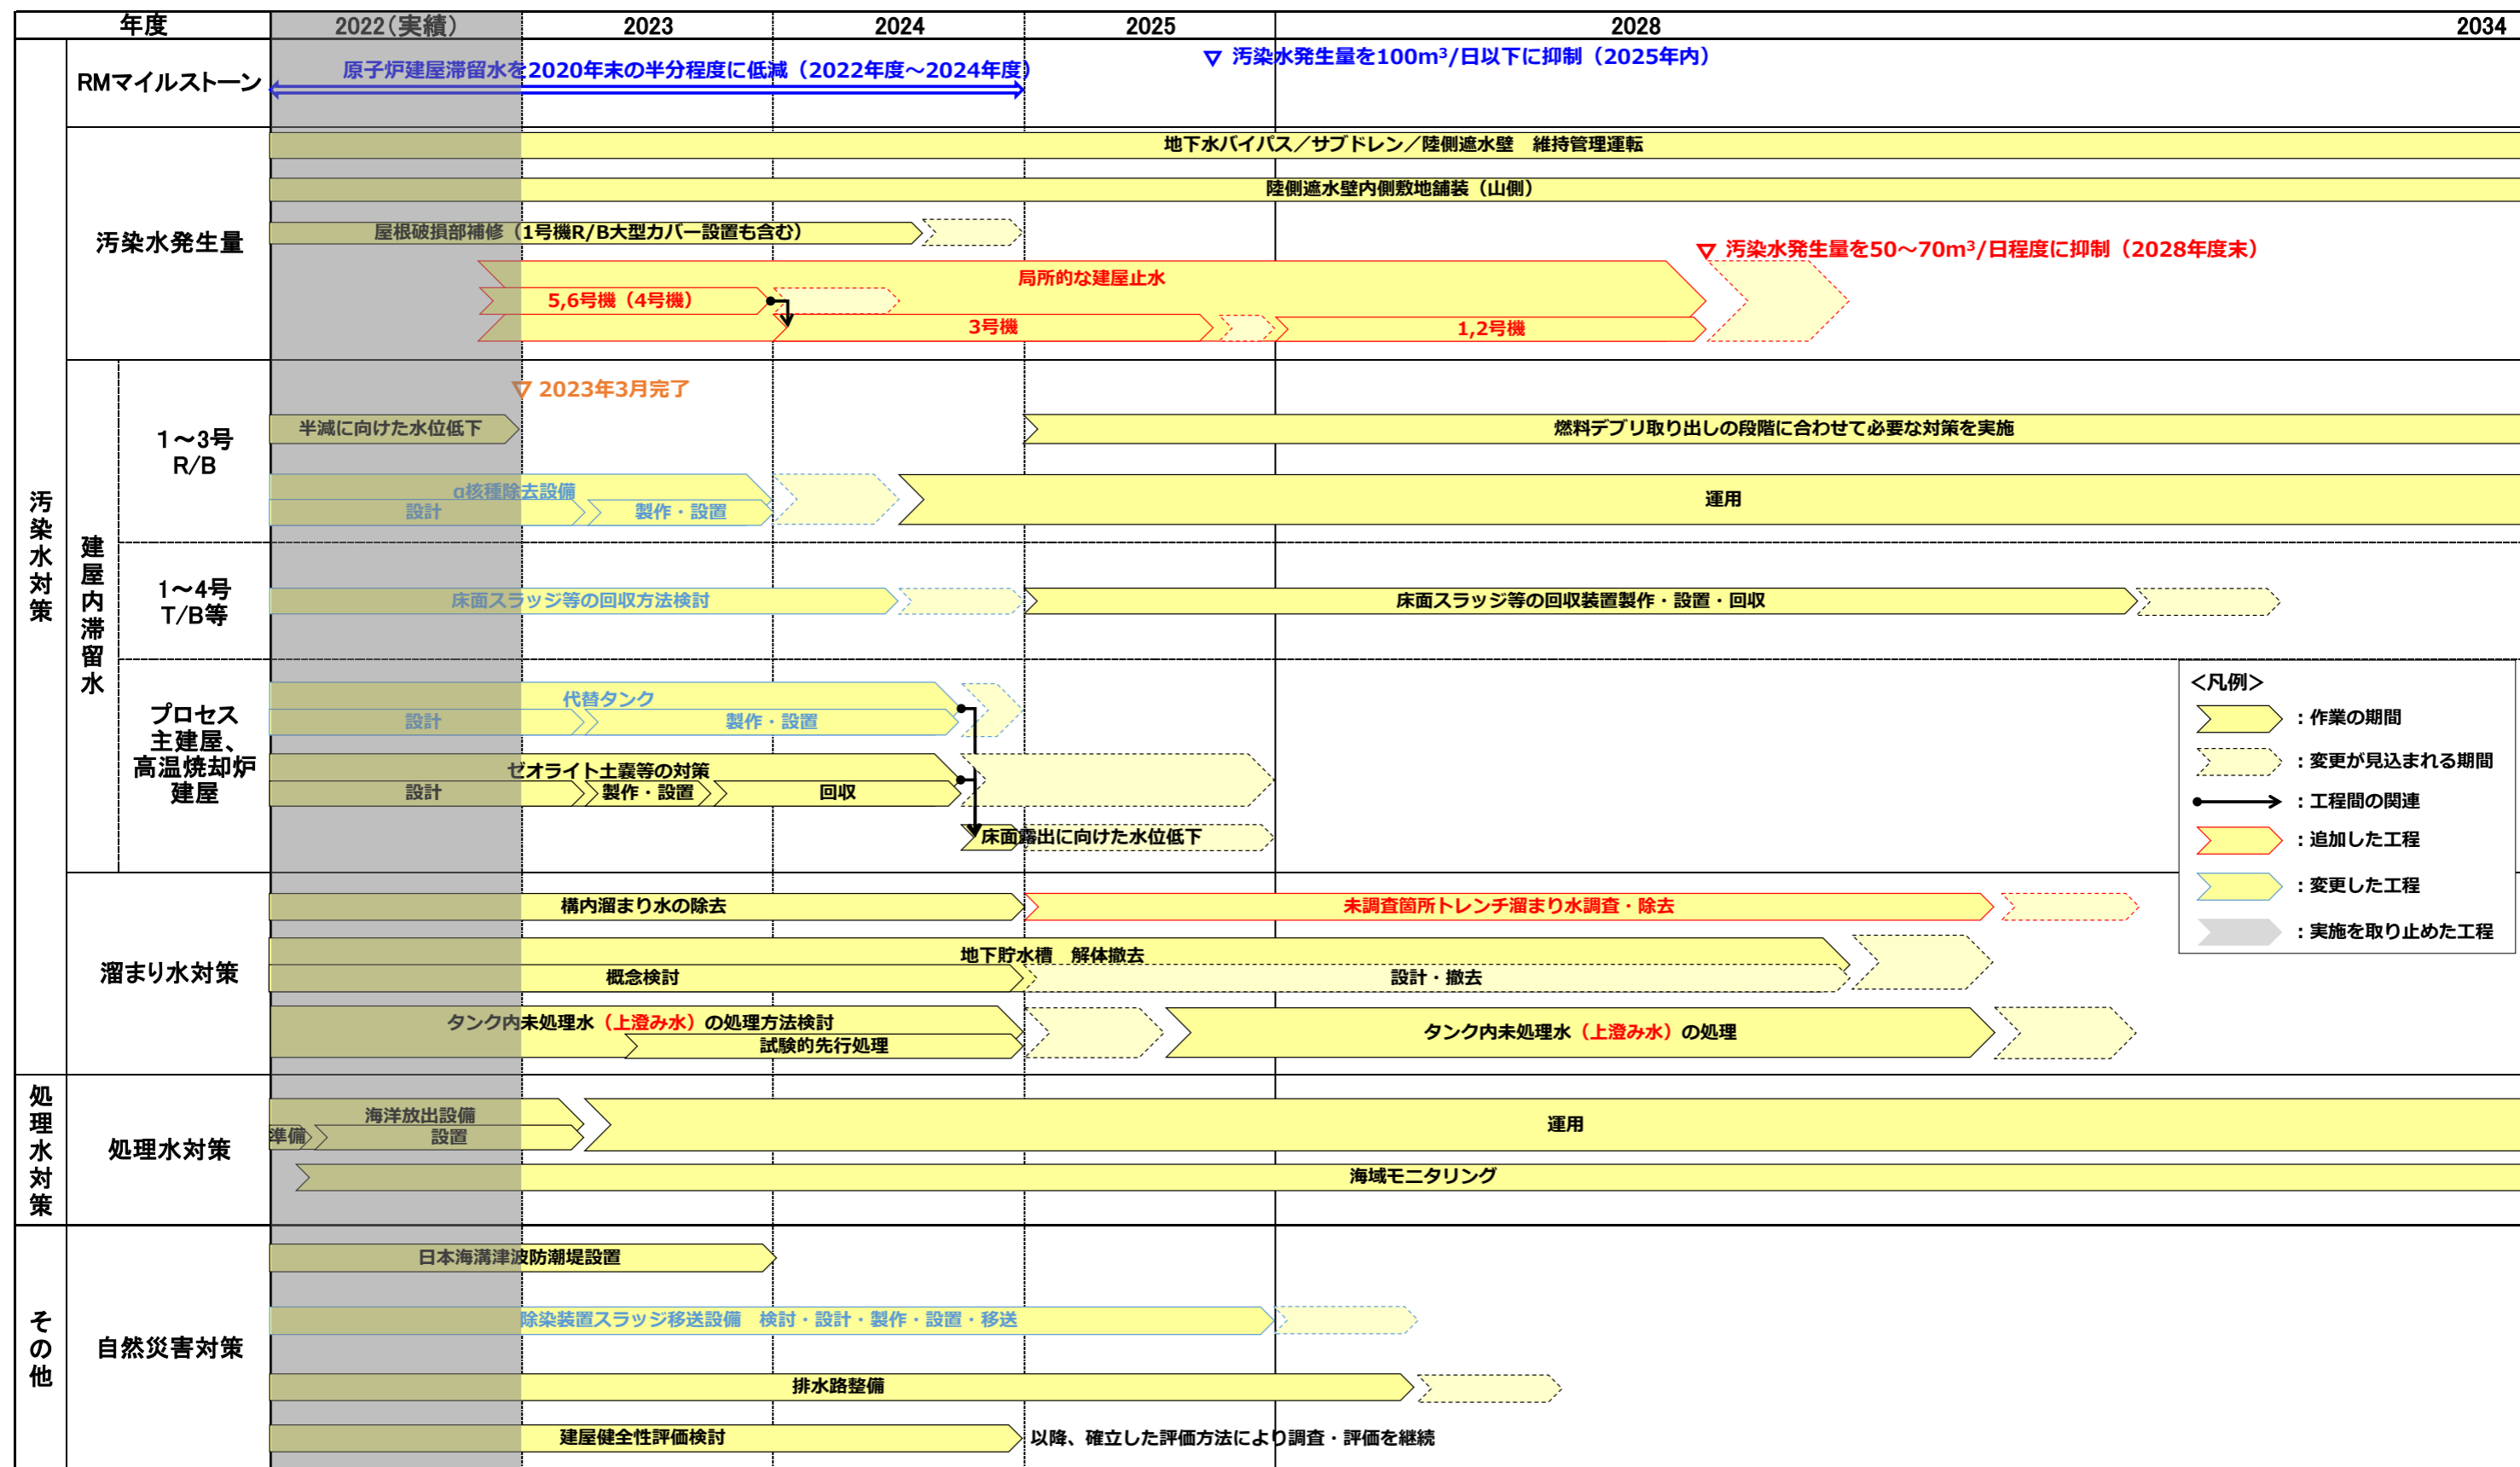 年度
2022(実績)
2023
2024
2025
2028
2034
汚染水対策
RMマイルストーン
原子炉建屋滞留水を2020年末の半分程度に低減（2022年度～2024年度）
▽ 汚染水発生量を100m³/日以下に抑制（2025年内）
汚染水発生量
地下水バイパス／サブドレン／陸側遮水壁　維持管理運転
陸側遮水壁内側敷地舗装（山側）
屋根破損部補修（1号機R/B大型カバー設置も含む）
▽ 汚染水発生量を50～70m³/日程度に抑制（2028年度末）
局所的な建屋止水
5,6号機（4号機）
3号機
1,2号機
建屋内滞留水
1～3号
R/B
▽ 2023年3月完了
半減に向けた水位低下
燃料デブリ取り出しの段階に合わせて必要な対策を実施
α核種除去設備
設計
製作・設置
運用
1～4号
T/B等
床面スラッジ等の回収方法検討
床面スラッジ等の回収装置製作・設置・回収
プロセス
主建屋、
高温焼却炉
建屋
代替タンク
設計
製作・設置
ゼオライト土嚢等の対策
設計
製作・設置
回収
床面露出に向けた水位低下
<凡例>
：作業の期間
：変更が見込まれる期間
：工程間の関連
：追加した工程
：変更した工程
：実施を取り止めた工程
溜まり水対策
構内溜まり水の除去
未調査箇所トレンチ溜まり水調査・除去
地下貯水槽　解体撤去
概念検討
設計・撤去
タンク内未処理水（上澄み水）の処理方法検討
試験的先行処理
タンク内未処理水（上澄み水）の処理
処理水対策
処理水対策
海洋放出設備
準備
設置
運用
海域モニタリング
その他
自然災害対策
日本海溝津波防潮堤設置
除染装置スラッジ移送設備　検討・設計・製作・設置・移送
排水路整備
建屋健全性評価検討
以降、確立した評価方法により調査・評価を継続